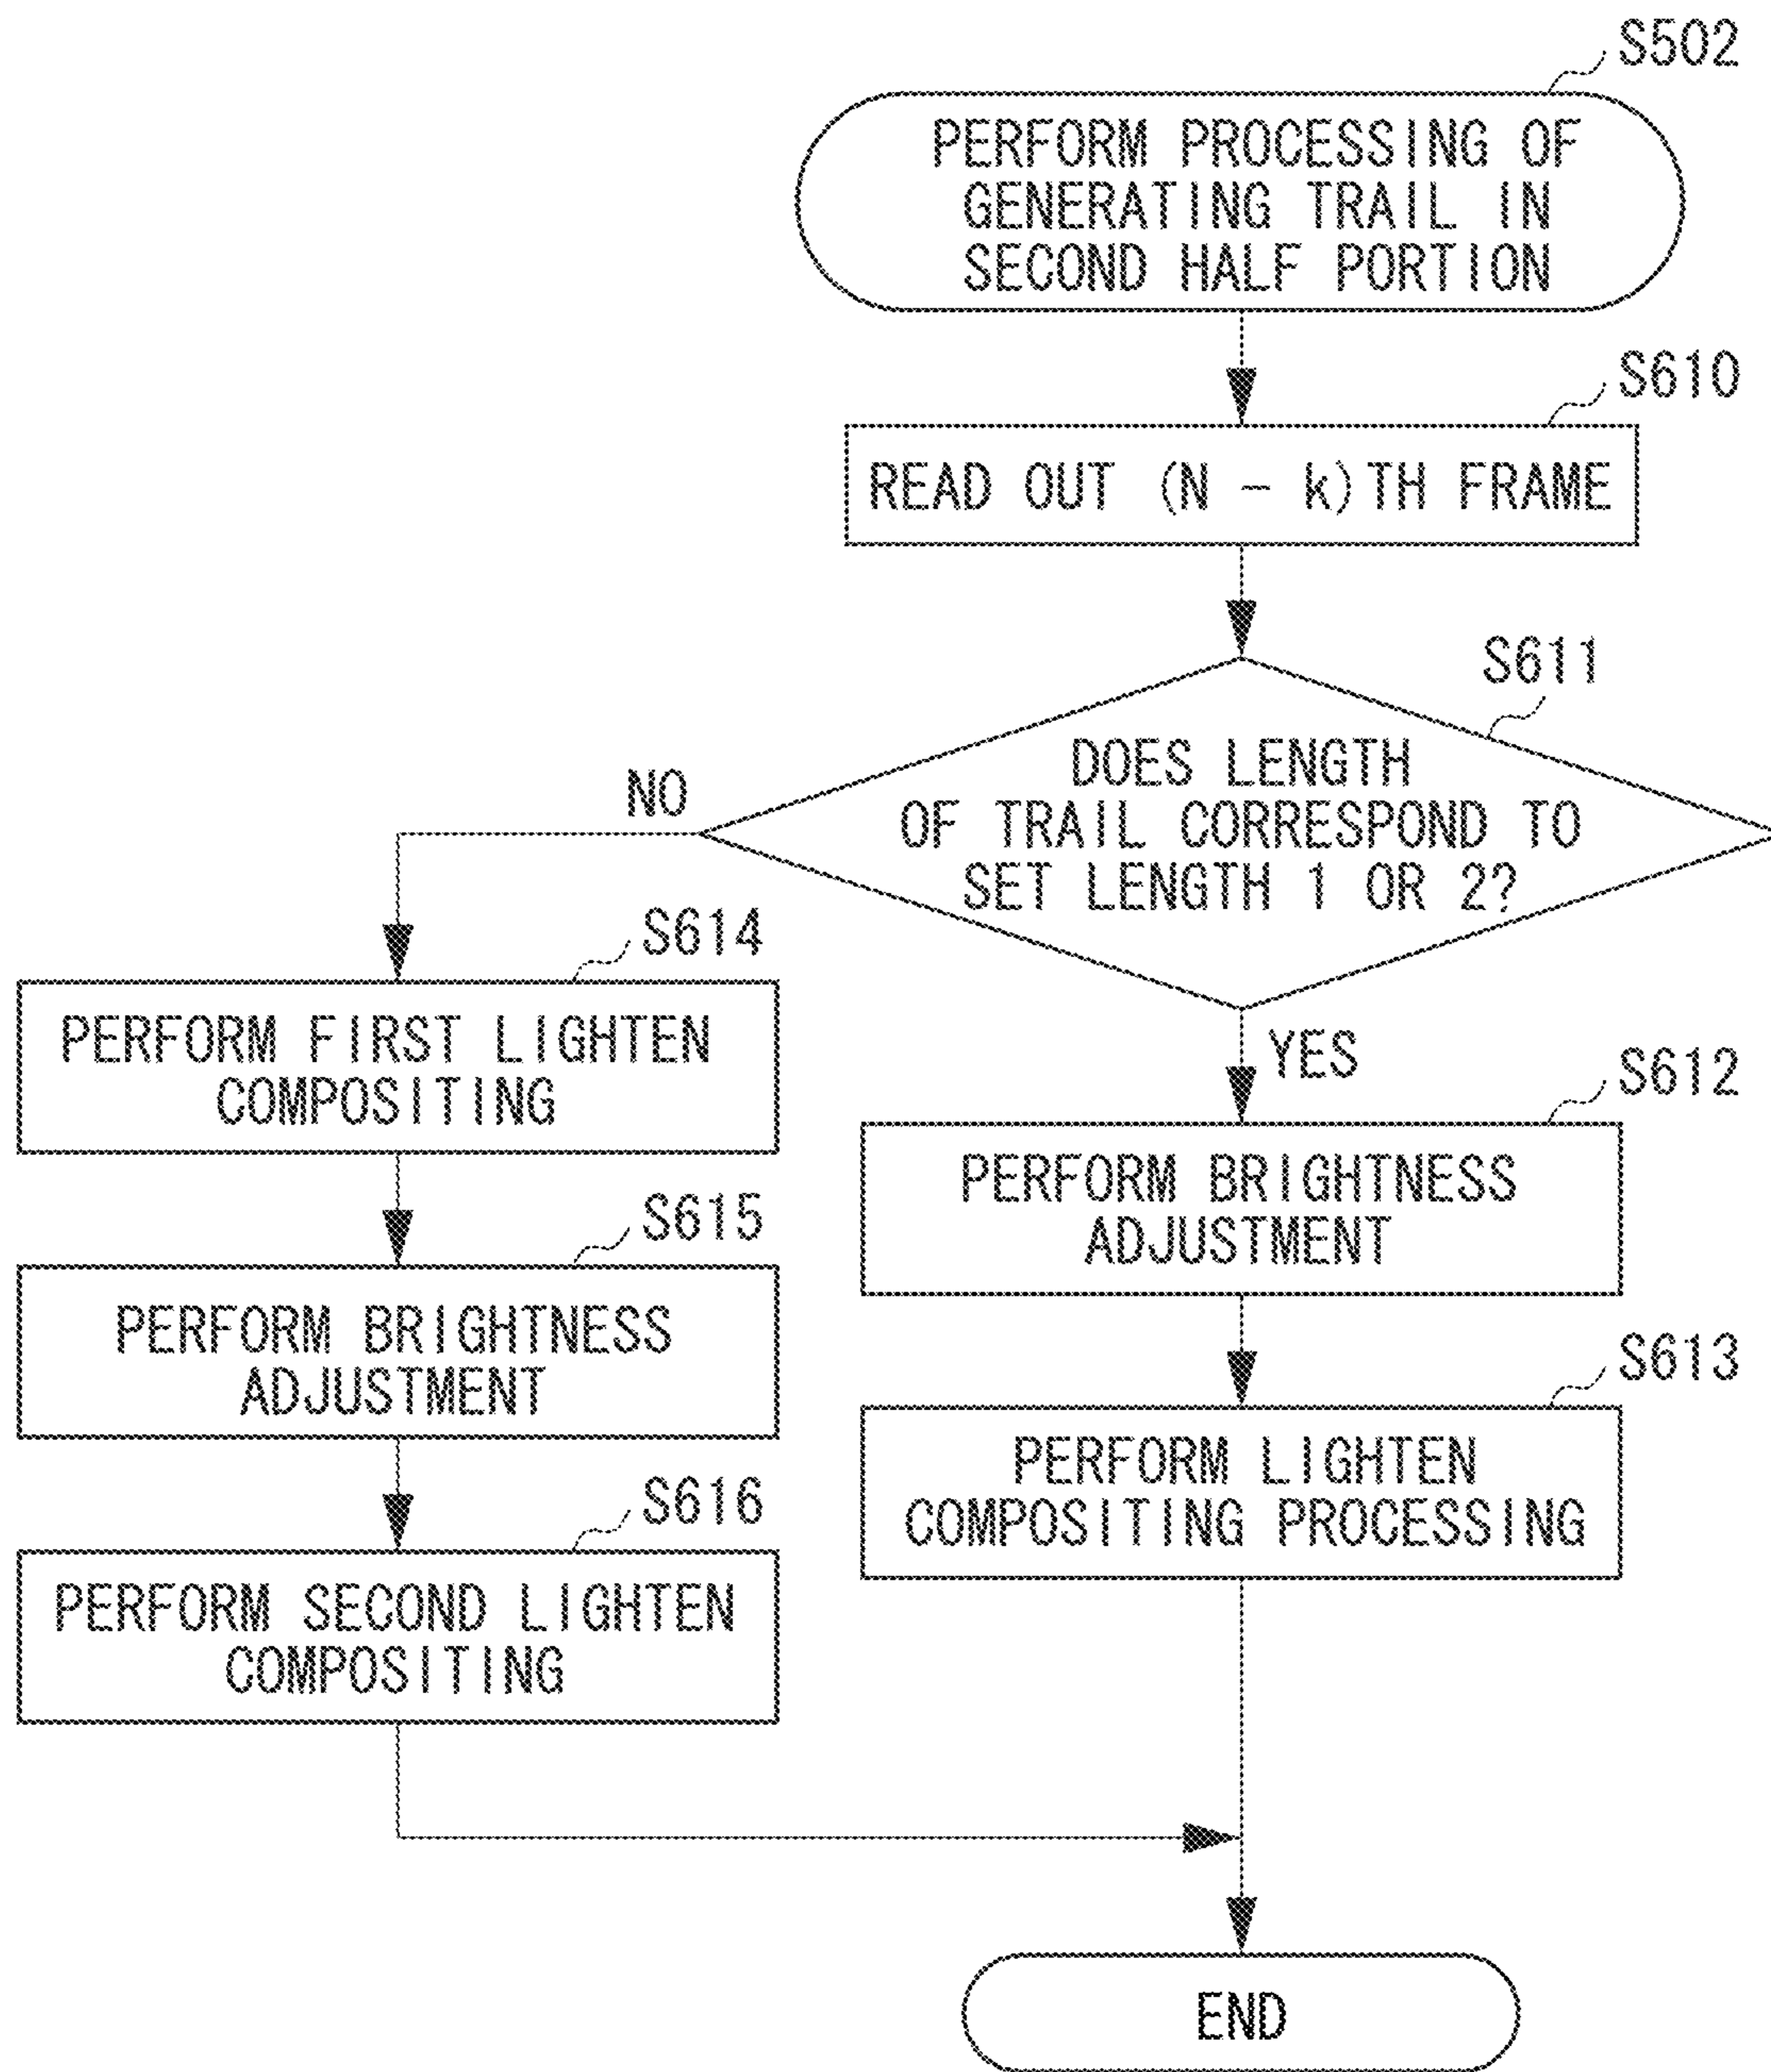 S502
PERFORM PROCESSING OF
GENERATING TRAIL IN
SECOND HALF PORTION
S610
READ OUT (N - k)TH FRAME
S611
DOES LENGTH
OF TRAIL CORRESPOND TO
SET LENGTH 1 OR 2?
NO
YES
S614
PERFORM FIRST LIGHTEN
COMPOSITING
S615
PERFORM BRIGHTNESS
ADJUSTMENT
S616
PERFORM SECOND LIGHTEN
COMPOSITING
S612
PERFORM BRIGHTNESS
ADJUSTMENT
S613
PERFORM LIGHTEN
COMPOSITING PROCESSING
END